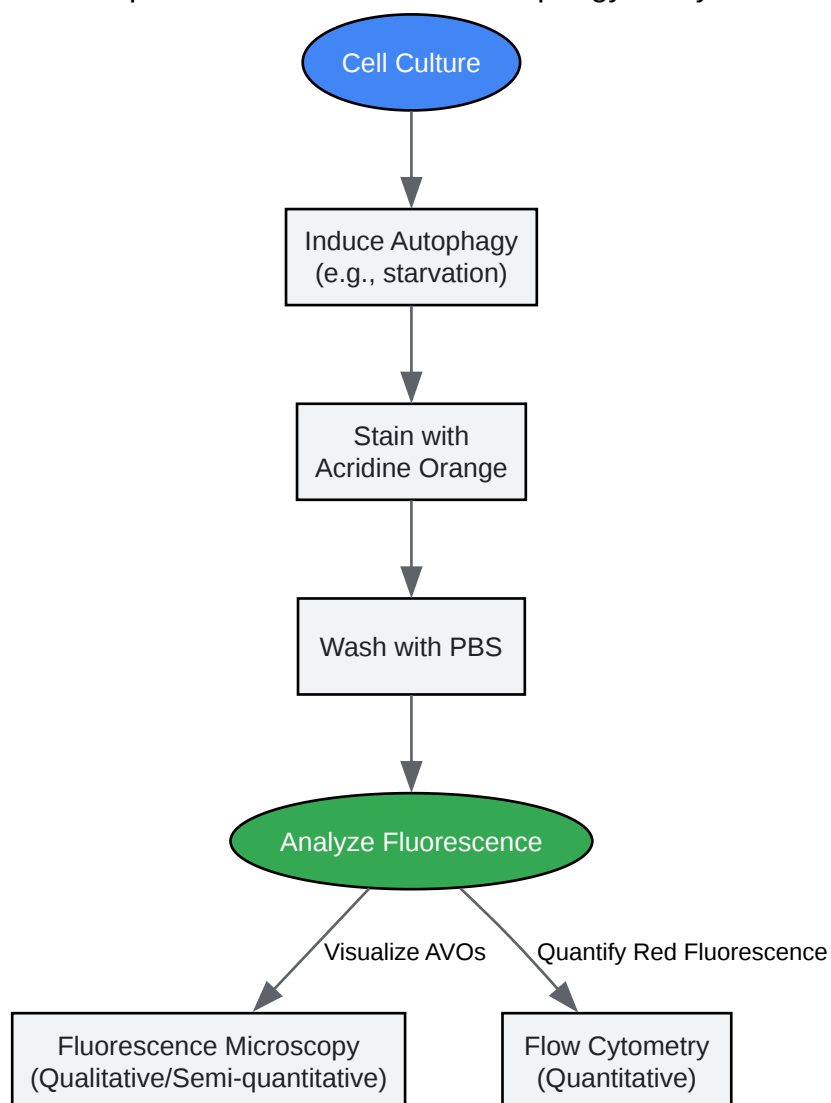 Cell Culture
Induce Autophagy
(e.g., starvation)
Stain with
Acridine Orange
Wash with PBS
Analyze Fluorescence
Visualize AVOs
Quantify Red Fluorescence
Fluorescence Microscopy
(Qualitative/Semi-quantitative)
Flow Cytometry
(Quantitative)